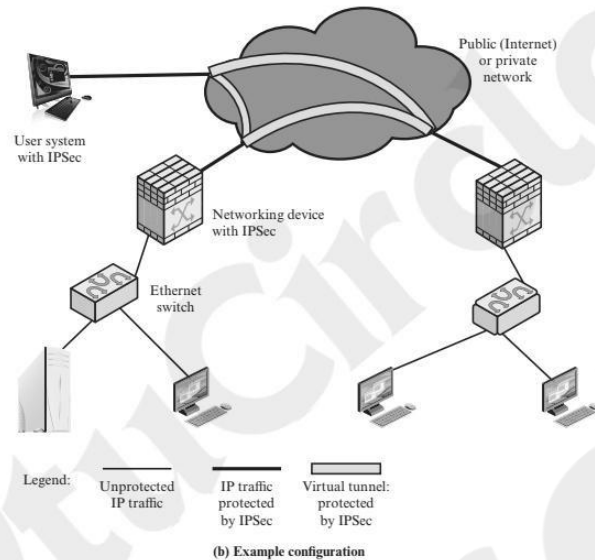 Public (Internet)
or private
network
User system
with IPSec
Networking device
with IPSec
Ethernet
switch
Legend:
Unprotected
IP traffic
IP traffic
protected
by IPSec
Virtual tunnel:
protected
by IPSec
(b) Example configuration
vtuCircle